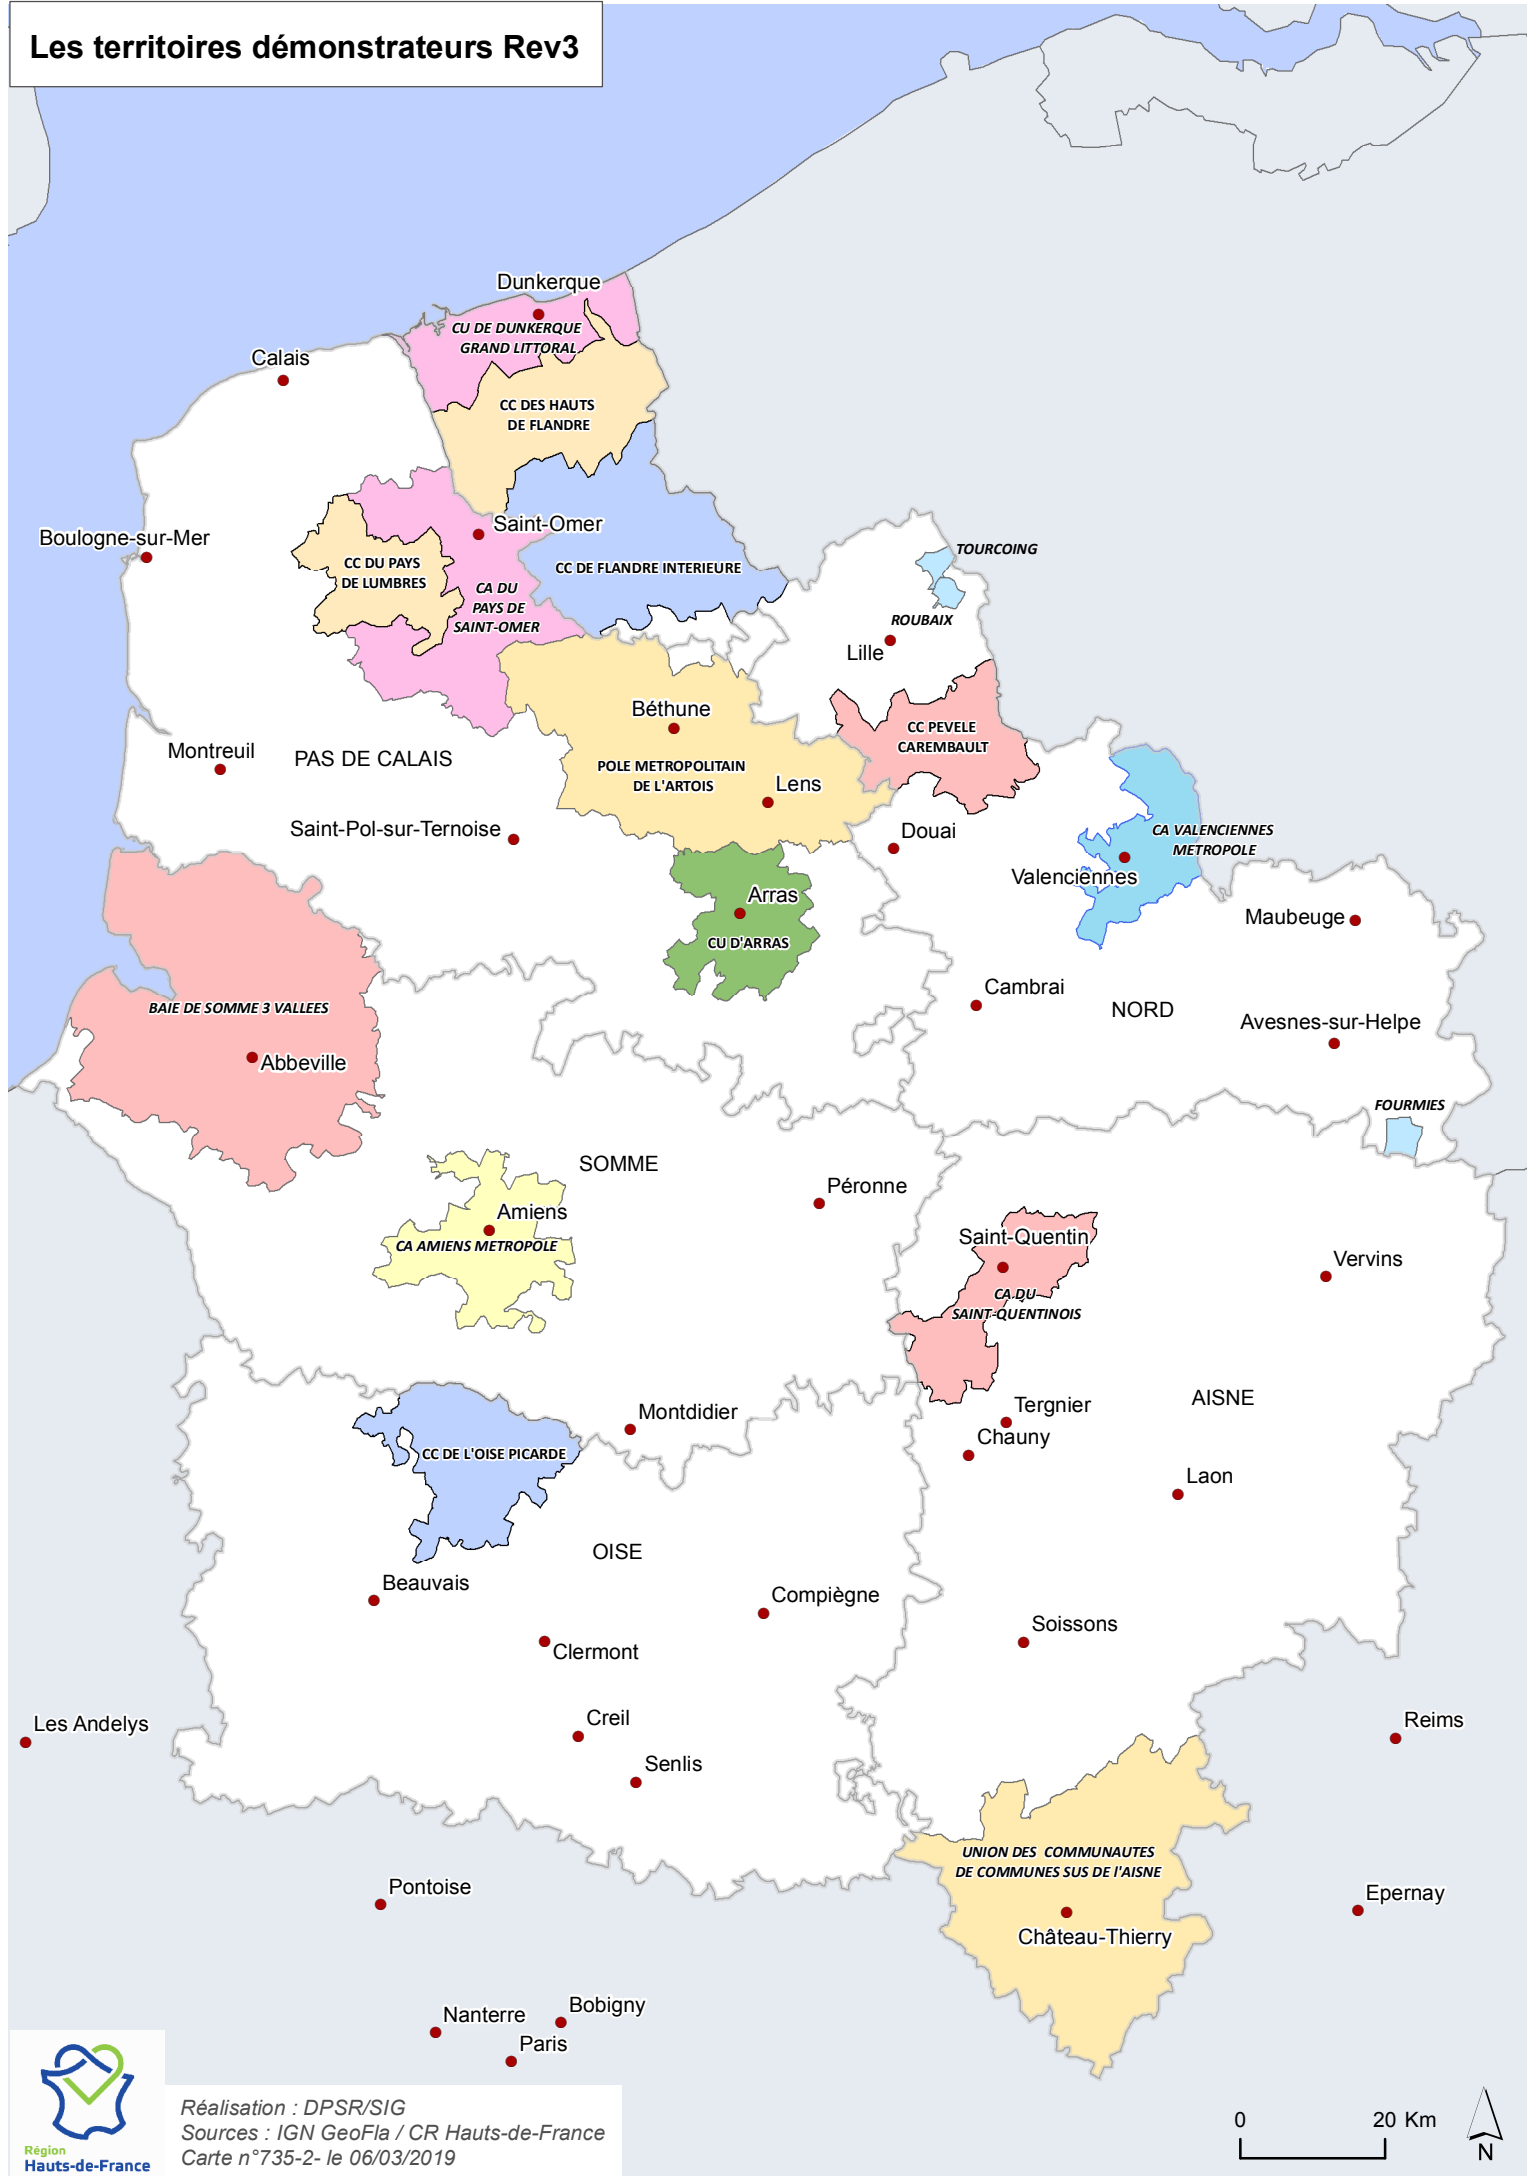 Les territoires démonstrateurs Rev3
Dunkerque
CU DE DUNKERQUE
GRAND LITTORAL
Calais
CC DES HAUTS
DE FLANDRE
Saint-Omer
Boulogne-sur-Mer
CC DU PAYS
DE LUMBRES
CC DE FLANDRE INTERIEURE
CA DU
PAYS DE
SAINT-OMER
TOURCOING
ROUBAIX
Lille
Béthune
CC PEVELE
CAREMBAULT
Montreuil
PAS DE CALAIS
POLE METROPOLITAIN
DE L'ARTOIS
Lens
Saint-Pol-sur-Ternoise
Douai
CA VALENCIENNES
METROPOLE
Valenciennes
Arras
CU D'ARRAS
Maubeuge
Cambrai
NORD
BAIE DE SOMME 3 VALLEES
Avesnes-sur-Helpe
Abbeville
FOURMIES
SOMME
Péronne
Amiens
CA AMIENS METROPOLE
Saint-Quentin
CA DU
SAINT-QUENTINOIS
Vervins
AISNE
Montdidier
Tergnier
Chauny
CC DE L'OISE PICARDE
Laon
OISE
Beauvais
Compiègne
Clermont
Soissons
Les Andelys
Creil
Reims
Senlis
UNION DES COMMUNAUTES
DE COMMUNES SUS DE l'AISNE
Pontoise
Epernay
Château-Thierry
Nanterre
Bobigny
Paris
Région
Hauts-de-France
Réalisation : DPSR/SIG
Sources : IGN GeoFla / CR Hauts-de-France
Carte n°735-2- le 06/03/2019
0 20 Km
N